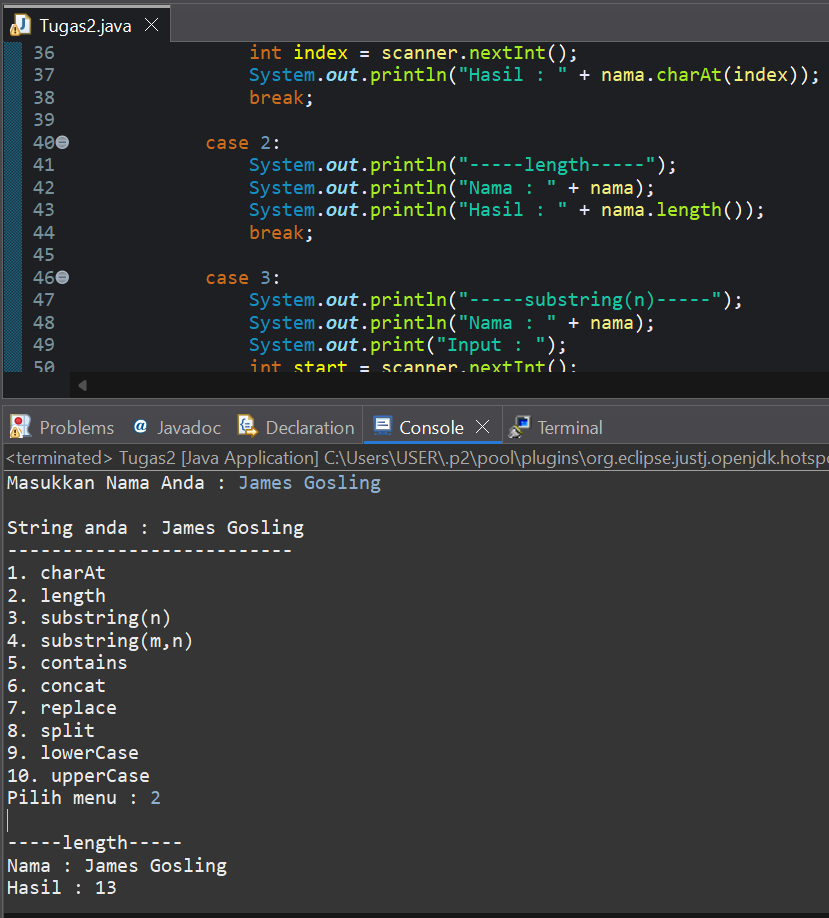 Tugas2.java
36 int index = scanner.nextInt();
37 System.out.println("Hasil : " + nama.charAt(index));
38 break;
39
40 case 2:
41 System.out.println("-----length-----");
42 System.out.println("Nama : " + nama);
43 System.out.println("Hasil : " + nama.length());
44 break;
45
46 case 3:
47 System.out.println("-----substring(n)-----");
48 System.out.println("Nama : " + nama);
49 System.out.print("Input : ");
50 int start = scanner.nextInt();
Problems @ Javadoc Declaration Console Terminal
<terminated> Tugas2 [Java Application] C:\Users\USER\.p2\pool\plugins\org.eclipse.justj.openjdk.hotspo
Masukkan Nama Anda : James Gosling
String anda : James Gosling
--------------------------
1. charAt
2. length
3. substring(n)
4. substring(m,n)
5. contains
6. concat
7. replace
8. split
9. lowerCase
10. upperCase
Pilih menu : 2
-----length-----
Nama : James Gosling
Hasil : 13